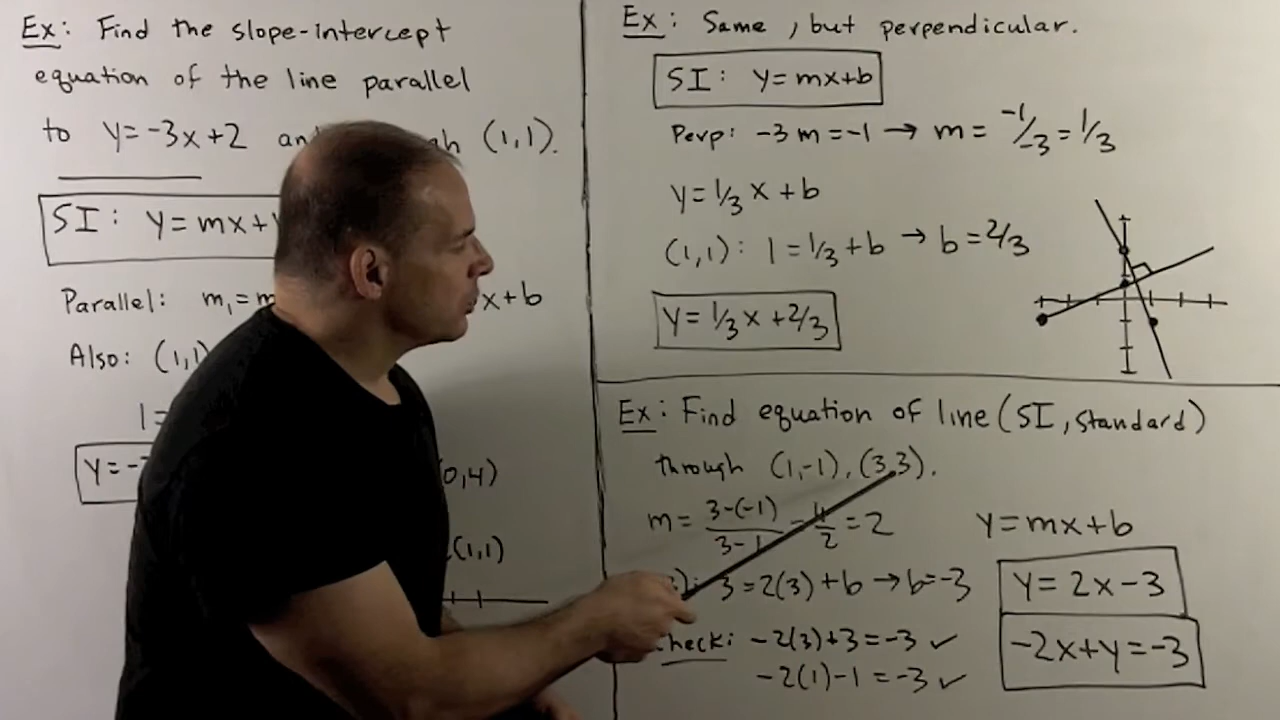 Ex: Find the slope-intercept
equation of the line parallel
to y=-3x+2 (1,1).
SI: y=mx+
Parallel: m₁=m x+b
Also: (1,1)
1=
y=-
0,4)
(1,1)
Ex: Same, but perpendicular.
SI: y=mx+b
Perp: -3m=-1 → m= -1/-3 = 1/3
y=1/3 x+b
(1,1): 1=1/3+b → b=2/3
y=1/3 x+2/3
Ex: Find equation of line (SI, standard)
through (1,-1), (3,3).
m= 3-(-1)/3-1 = 4/2 = 2
3=2(3)+b → b=-3
Check: -2(3)+3=-3 ✓
-2(1)-1=-3 ✓
y=mx+b
y=2x-3
-2x+y=-3